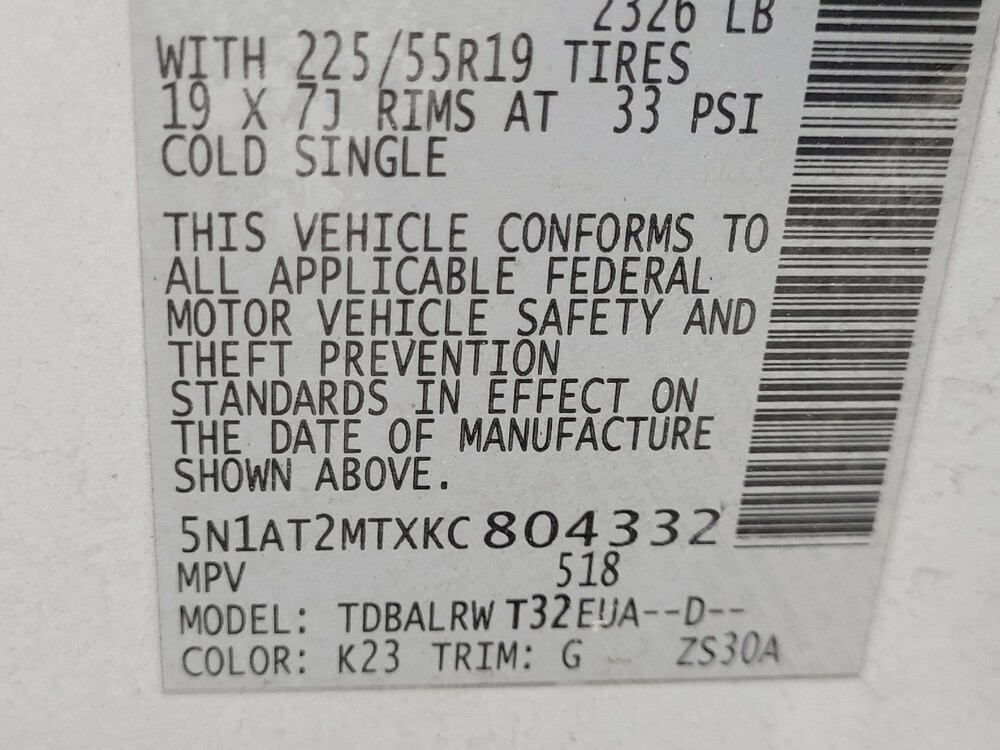 2326 LB
WITH 225/55R19 TIRES
19 X 7J RIMS AT 33 PSI
COLD SINGLE
THIS VEHICLE CONFORMS TO
ALL APPLICABLE FEDERAL
MOTOR VEHICLE SAFETY AND
THEFT PREVENTION
STANDARDS IN EFFECT ON
THE DATE OF MANUFACTURE
SHOWN ABOVE.
5N1AT2MTXKC804332
MPV 518
MODEL: TDBALRW T32EUA--D--
COLOR: K23 TRIM: G ZS30A